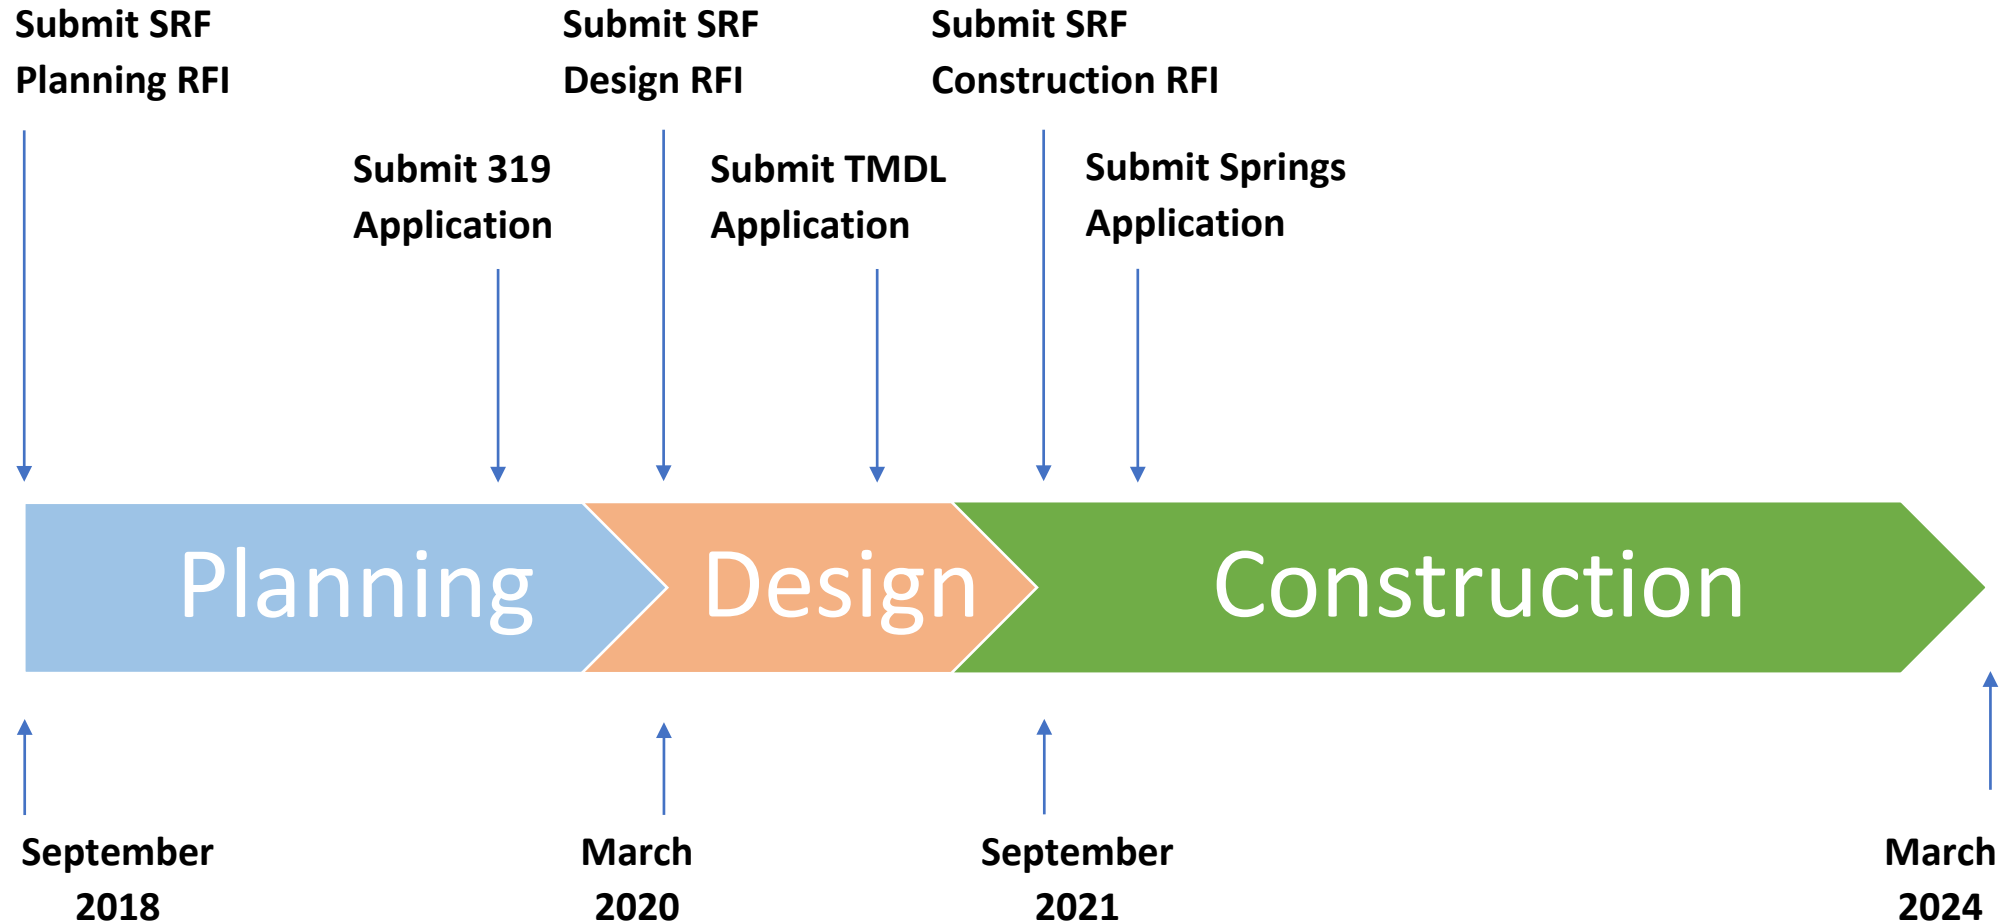 Submit SRF
Planning RFI
Submit SRF
Design RFI
Submit SRF
Construction RFI
Submit 319
Application
Submit TMDL
Application
Submit Springs
Application
Planning
Design
Construction
September
2018
March
2020
September
2021
March
2024